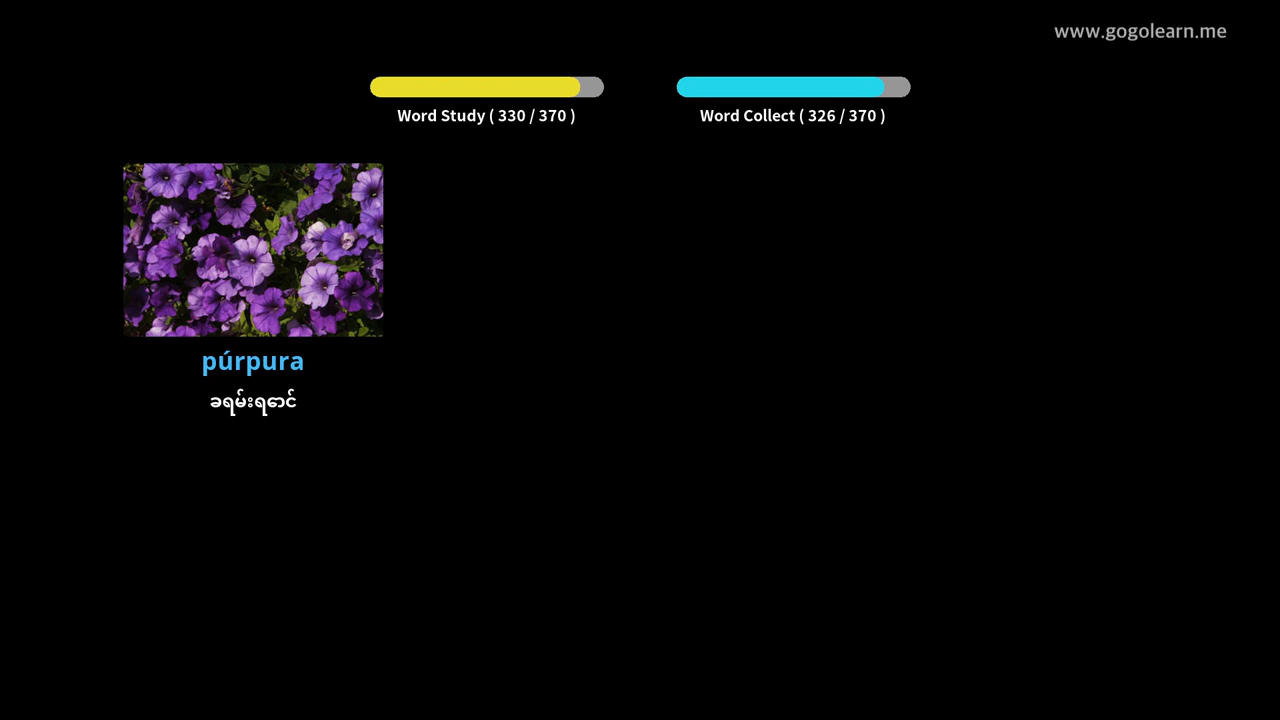 www.gogolearn.me
Word Study ( 330 / 370 )
Word Collect ( 326 / 370 )
púrpura
ခရမ်းရောင်